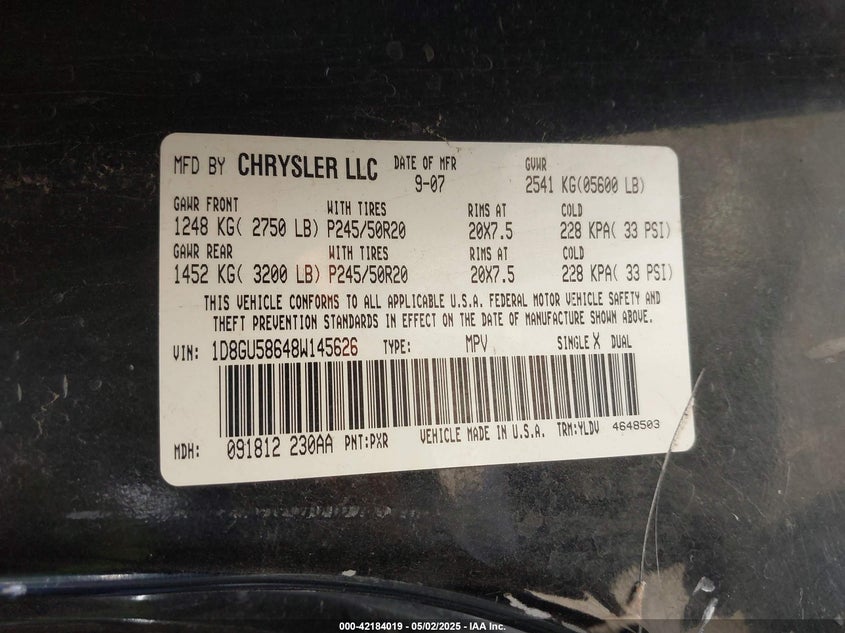 MFD BY CHRYSLER LLC DATE OF MFR GVWR
9-07 2541 KG(05600 LB)
GAWR FRONT WITH TIRES RIMS AT COLD
1248 KG( 2750 LB) P245/50R20 20X7.5 228 KPA( 33 PSI)
GAWR REAR WITH TIRES RIMS AT COLD
1452 KG( 3200 LB) P245/50R20 20X7.5 228 KPA( 33 PSI)
THIS VEHICLE CONFORMS TO ALL APPLICABLE U.S.A. FEDERAL MOTOR VEHICLE SAFETY AND
THEFT PREVENTION STANDARDS IN EFFECT ON THE DATE OF MANUFACTURE SHOWN ABOVE.
VIN: 1D8GU58648W145626 TYPE: MPV SINGLE X DUAL
MDH: 091812 230AA PNT:PXR VEHICLE MADE IN U.S.A. TRM:YLDV 4648503
000-42184019 - 05/02/2025 - IAA Inc.